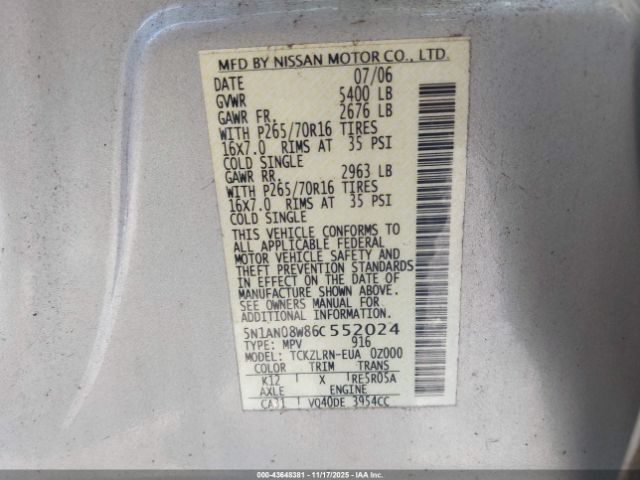 MFD BY NISSAN MOTOR CO., LTD.
DATE 07/06
GVWR 5400 LB
GAWR FR. 2676 LB
WITH P265/70R16 TIRES
16x7.0 RIMS AT 35 PSI
COLD SINGLE
GAWR RR. 2963 LB
WITH P265/70R16 TIRES
16x7.0 RIMS AT 35 PSI
COLD SINGLE
THIS VEHICLE CONFORMS TO
ALL APPLICABLE FEDERAL
MOTOR VEHICLE SAFETY AND
THEFT PREVENTION STANDARDS
IN EFFECT ON THE DATE OF
MANUFACTURE SHOWN ABOVE.
SEE OWNERS MANUAL FOR
ADDITIONAL INFORMATION.
5N1AN08W86C552024
TYPE: MPV 916
MODEL: TCKZLRN-EUA 0Z000
COLOR TRIM TRANS
K12 X RE5R05A
AXLE ENGINE
CA31 VQ40DE 3954CC
000-43648381 - 11/17/2025 - IAAI.COM